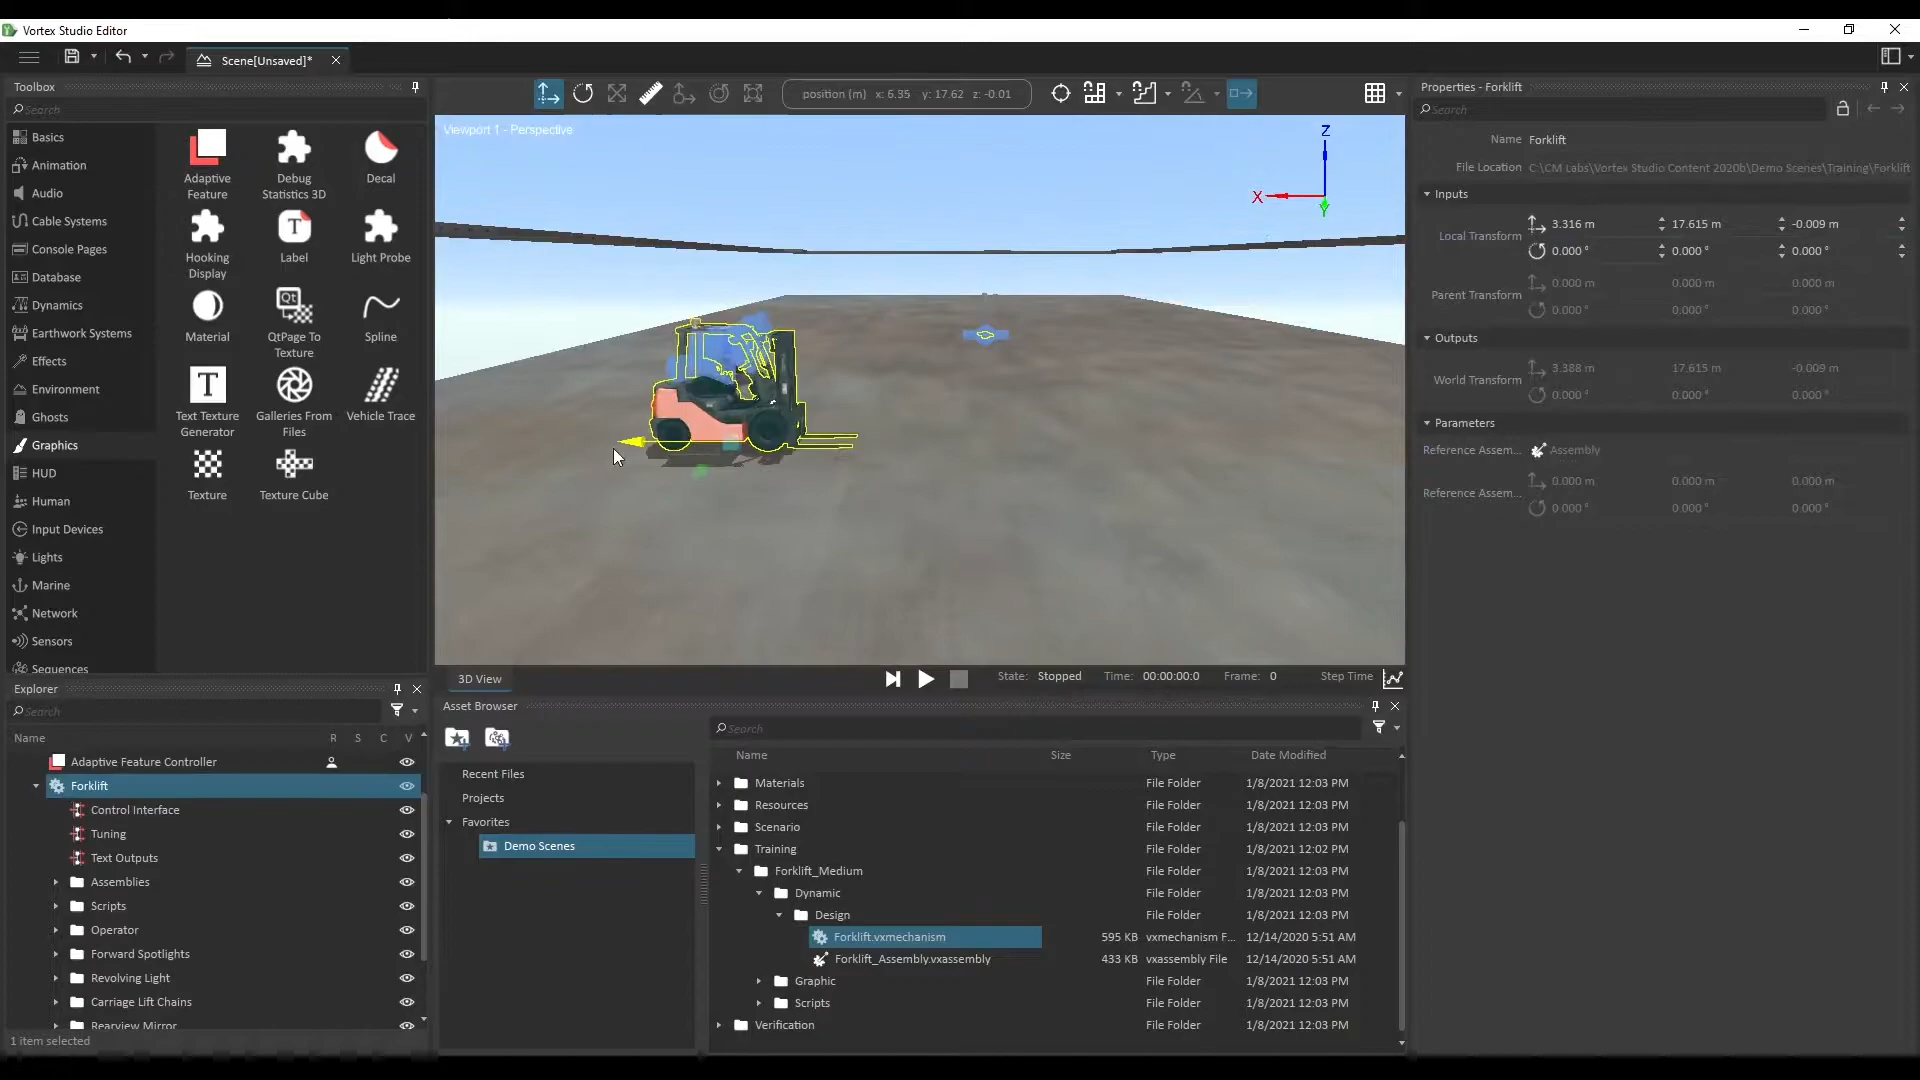 Vortex Studio Editor
Scene[Unsaved]*
Toolbox
Search
Basics
Animation
Audio
Cable Systems
Console Pages
Database
Dynamics
Earthwork Systems
Effects
Environment
Ghosts
Graphics
HUD
Human
Input Devices
Lights
Marine
Network
Sensors
Sequences
Adaptive Feature
Debug Statistics 3D
Decal
Hooking Display
Label
Light Probe
Material
QtPage To Texture
Spline
Text Texture Generator
Galleries From Files
Vehicle Trace
Texture
Texture Cube
position (m) x: 6.35 y: 17.62 z: -0.01
Viewport 1 - Perspective
Z
X
Y
3D View
State: Stopped Time: 00:00:00:0 Frame: 0 Step Time
Properties - Forklift
Search
Name Forklift
File Location C:\CM Labs\Vortex Studio Content 2020b\Demo Scenes\Training\Forklift
Inputs
Local Transform
3.316 m 17.615 m -0.009 m
0.000 ° 0.000 ° 0.000 °
Parent Transform
0.000 m 0.000 m 0.000 m
0.000 ° 0.000 ° 0.000 °
Outputs
World Transform
3.388 m 17.615 m -0.009 m
0.000 ° 0.000 ° 0.000 °
Parameters
Reference Assem... Assembly
Reference Assem...
0.000 m 0.000 m 0.000 m
0.000 ° 0.000 ° 0.000 °
Explorer
Search
Name R S C V
Adaptive Feature Controller
Forklift
Control Interface
Tuning
Text Outputs
Assemblies
Scripts
Operator
Forward Spotlights
Revolving Light
Carriage Lift Chains
Rearview Mirror
1 item selected
Asset Browser
Recent Files
Projects
Favorites
Demo Scenes
Search
Name Size Type Date Modified
Materials File Folder 1/8/2021 12:03 PM
Resources File Folder 1/8/2021 12:03 PM
Scenario File Folder 1/8/2021 12:03 PM
Training File Folder 1/8/2021 12:02 PM
Forklift_Medium File Folder 1/8/2021 12:03 PM
Dynamic File Folder 1/8/2021 12:03 PM
Design File Folder 1/8/2021 12:03 PM
Forklift.vxmechanism 595 KB vxmechanism F... 12/14/2020 5:51 AM
Forklift_Assembly.vxassembly 433 KB vxassembly File 12/14/2020 5:51 AM
Graphic File Folder 1/8/2021 12:03 PM
Scripts File Folder 1/8/2021 12:03 PM
Verification File Folder 1/8/2021 12:03 PM